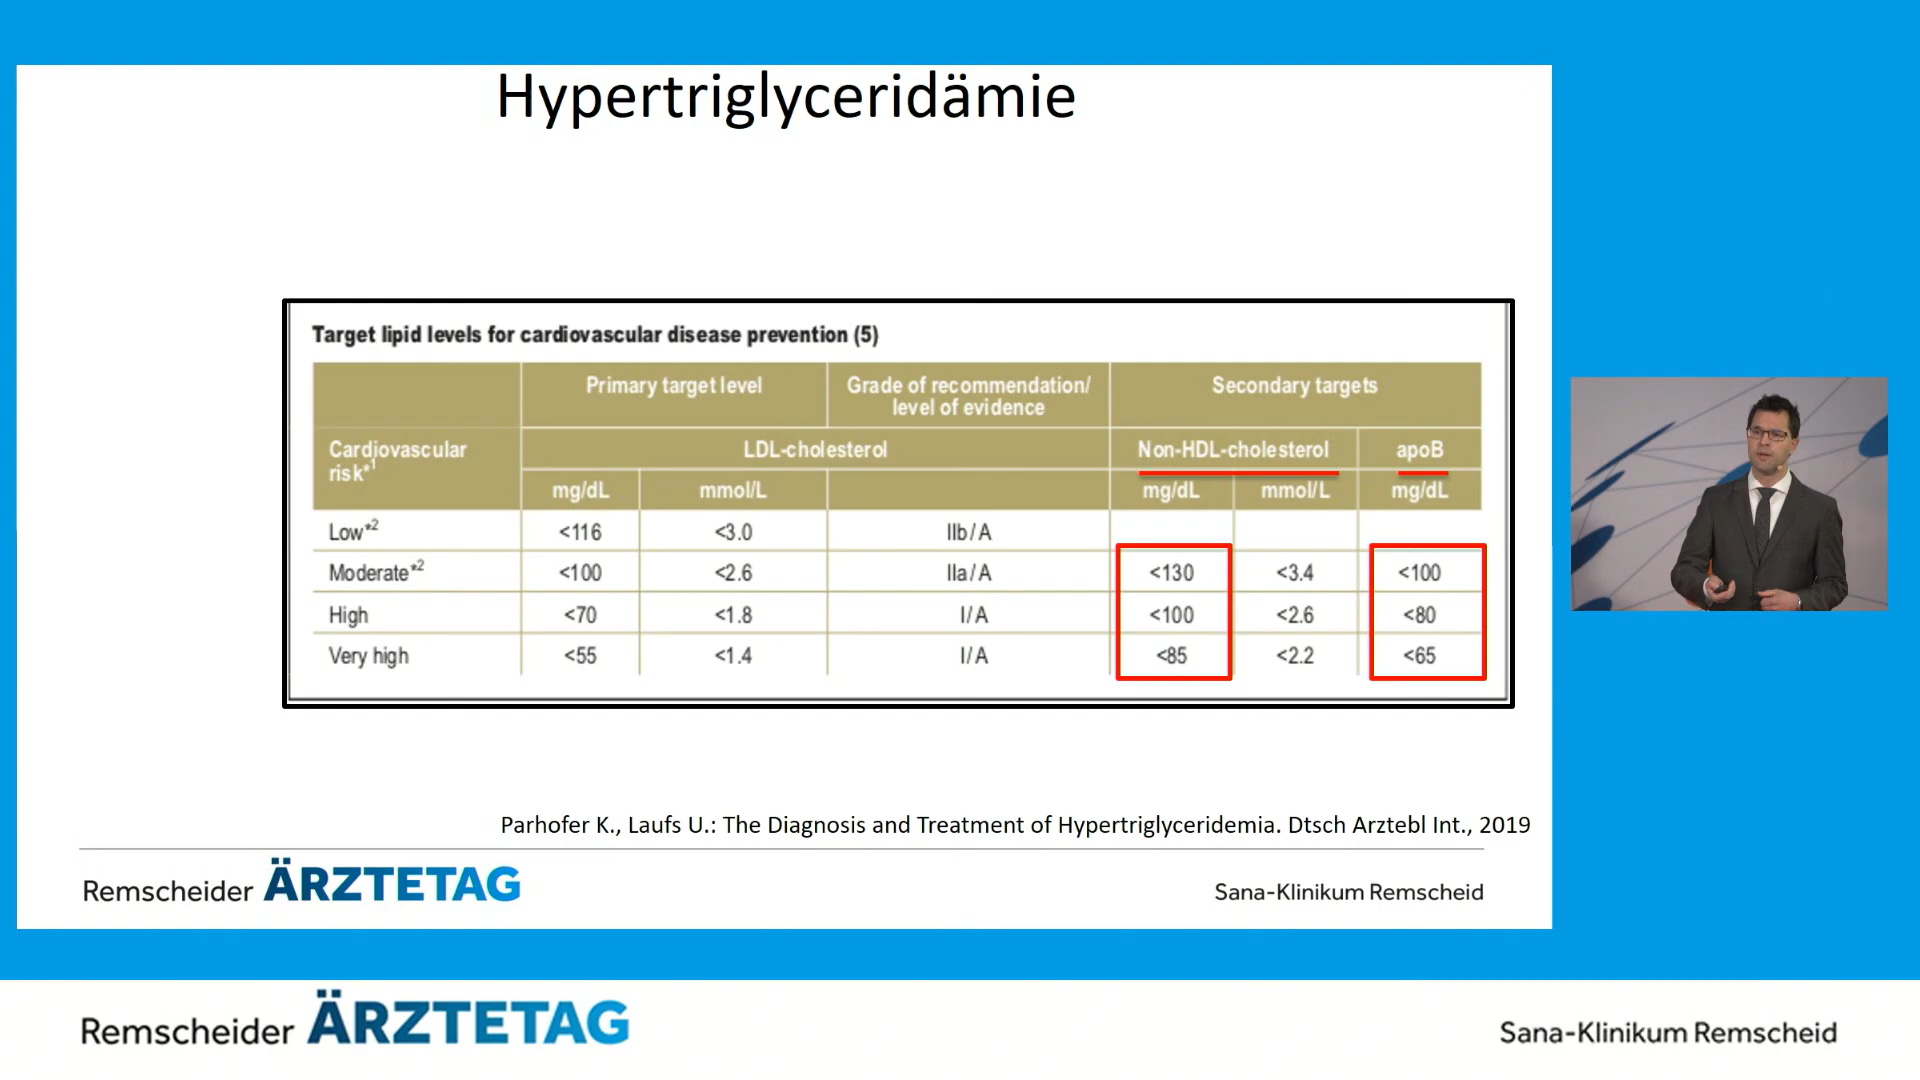 Hypertriglyceridämie
Target lipid levels for cardiovascular disease prevention (5)
Primary target level Grade of recommendation/ Secondary targets
level of evidence
Cardiovascular LDL-cholesterol Non-HDL-cholesterol apoB
risk*1
mg/dL mmol/L mg/dL mmol/L mg/dL
Low*2 <116 <3.0 IIb/A
Moderate*2 <100 <2.6 IIa/A <130 <3.4 <100
High <70 <1.8 I/A <100 <2.6 <80
Very high <55 <1.4 I/A <85 <2.2 <65
Parhofer K., Laufs U.: The Diagnosis and Treatment of Hypertriglyceridemia. Dtsch Arztebl Int., 2019
Remscheider ÄRZTETAG Sana-Klinikum Remscheid
Remscheider ÄRZTETAG Sana-Klinikum Remscheid